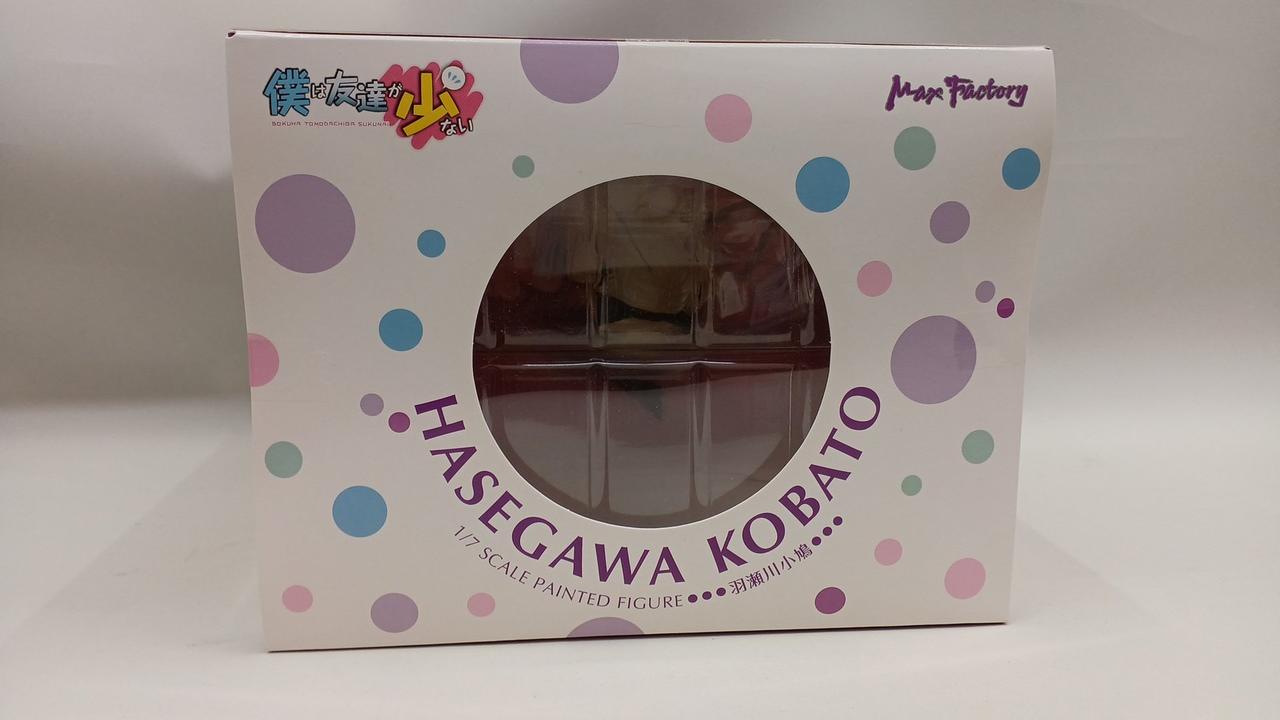 僕は友達が少ない
BOKUHA TOMODACHIGA SUKUNAI
Max Factory
HASEGAWA KOBATO
1/7 SCALE PAINTED FIGURE●●●羽瀬川小鳩●●●